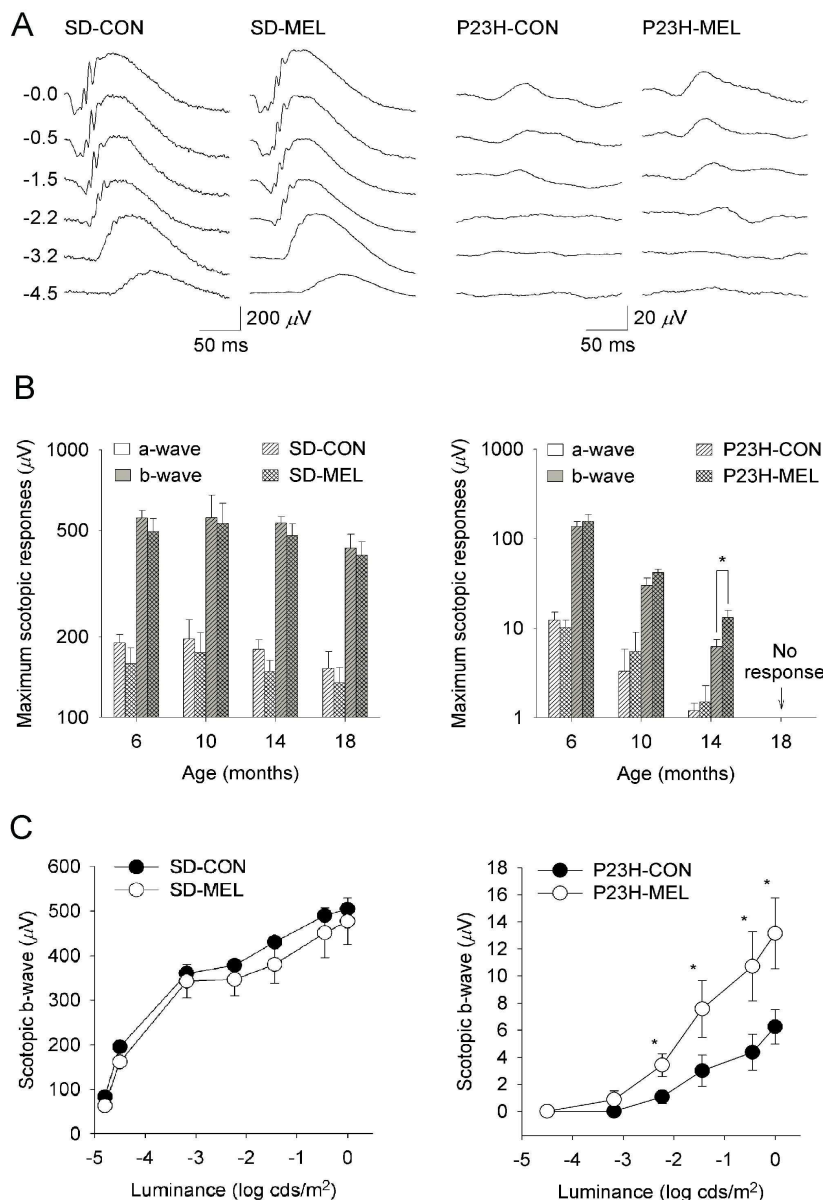 A
SD-CON SD-MEL P23H-CON P23H-MEL
-0.0
-0.5
-1.5
-2.2
-3.2
-4.5
200 µV
50 ms
20 µV
50 ms
B
Maximum scotopic responses (µV)
1000
500
200
100
a-wave SD-CON
b-wave SD-MEL
6 10 14 18
Age (months)
Maximum scotopic responses (µV)
1000
100
10
1
a-wave P23H-CON
b-wave P23H-MEL
*
No
response
6 10 14 18
Age (months)
C
Scotopic b-wave (µV)
600
500
400
300
200
100
0
SD-CON
SD-MEL
-5 -4 -3 -2 -1 0
Luminance (log cds/m²)
Scotopic b-wave (µV)
18
16
14
12
10
8
6
4
2
0
P23H-CON
P23H-MEL
* * * *
-5 -4 -3 -2 -1 0
Luminance (log cds/m²)